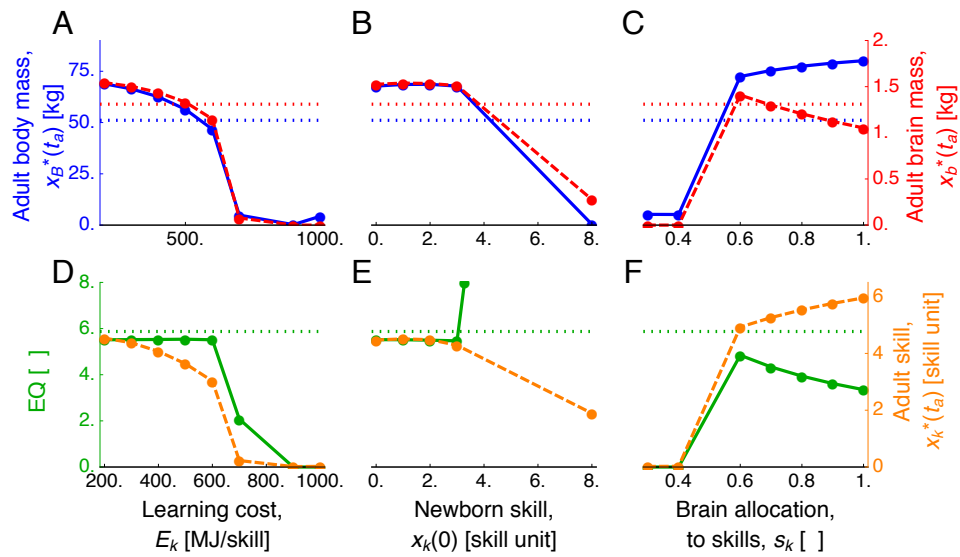 A
B
C
Adult body mass,
x_B*(t_a) [kg]
75.
50.
25.
0.
500.
1000.
0.
2.
4.
6.
8.
0.4
0.6
0.8
1.
2.
1.5
1.
0.5
0.
Adult brain mass,
x_b*(t_a) [kg]
D
E
F
EQ [ ]
8.
6.
4.
2.
0.
200.
400.
600.
800.
1000.
0.
2.
4.
6.
8.
0.4
0.6
0.8
1.
6
4
2
0
Adult skill,
x_k*(t_a) [skill unit]
Learning cost,
E_k [MJ/skill]
Newborn skill,
x_k(0) [skill unit]
Brain allocation,
to skills, s_k [ ]